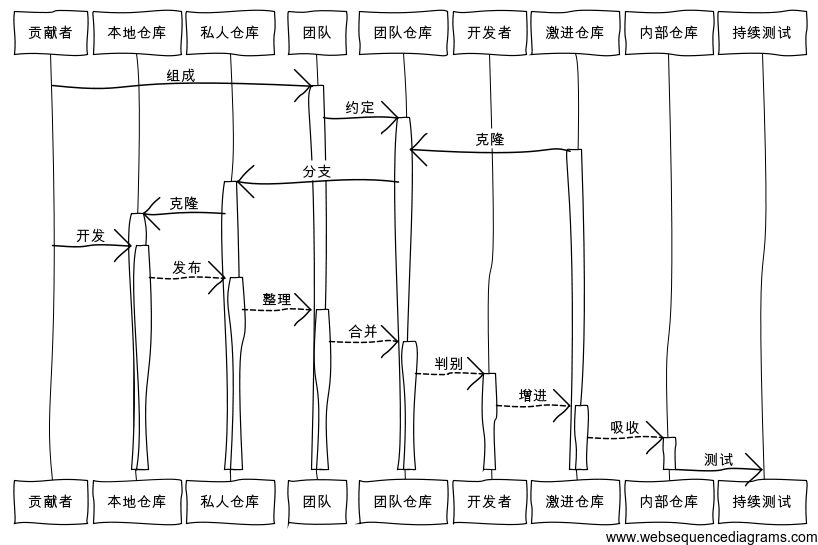 贡献者 本地仓库 私人仓库 团队 团队仓库 开发者 激进仓库 内部仓库 持续测试
组成
约定
克隆
分支
克隆
开发
发布
整理
合并
判别
增进
吸收
测试
贡献者 本地仓库 私人仓库 团队 团队仓库 开发者 激进仓库 内部仓库 持续测试
www.websequencediagrams.com